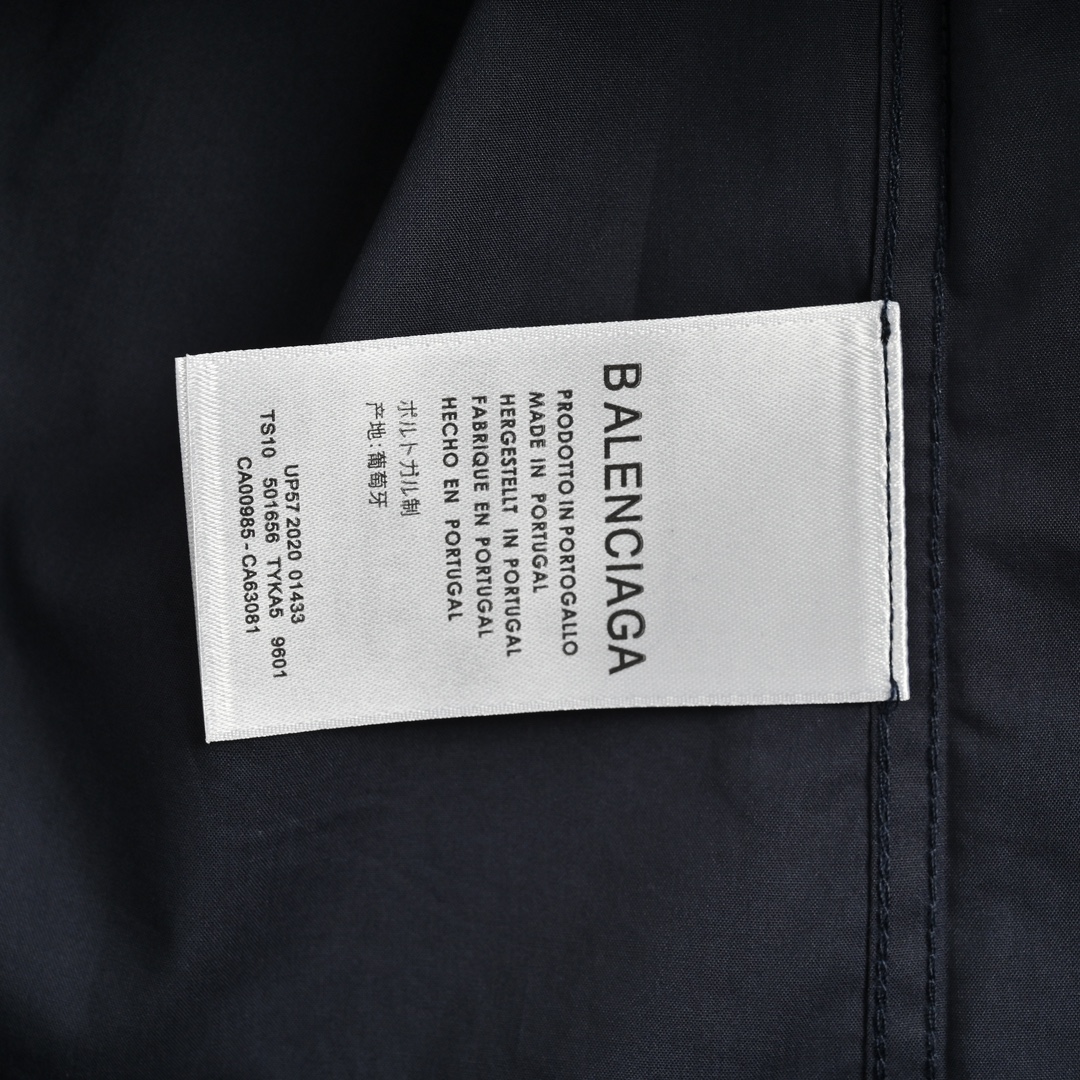 BALENCIAGA
PRODOTTO IN PORTOGALLO
MADE IN PORTUGAL
HERGESTELLT IN PORTUGAL
FABRIQUE EN PORTUGAL
HECHO EN PORTUGAL
ポルトガル制
产地:葡萄牙
UP57 2020 01433
TS10 501656 TYKA5 9601
CA00985 - CA63081